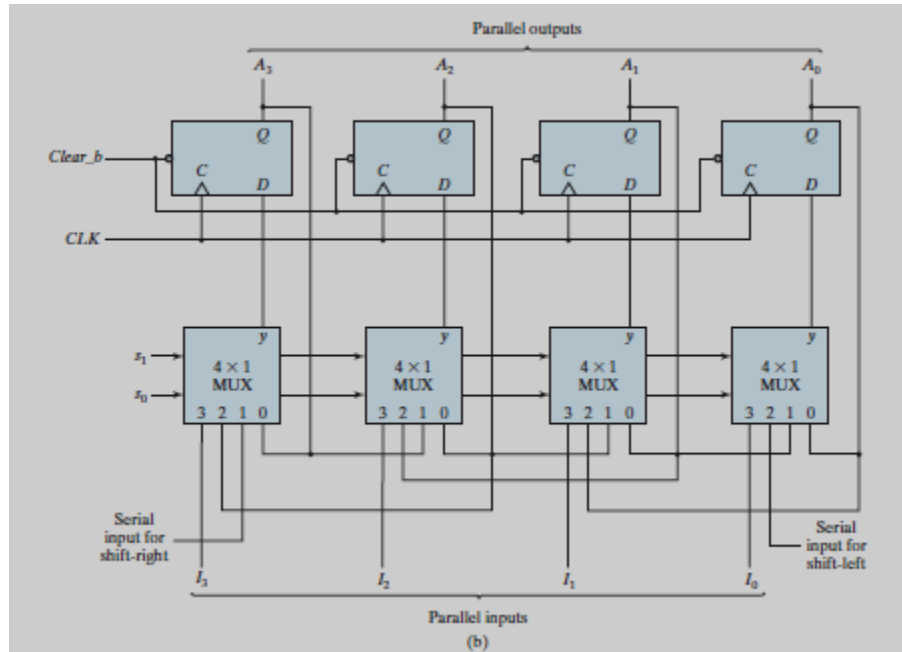 Parallel outputs
A₃ A₂ A₁ A₀
Q Q Q Q
Clear_b
C C C C
D D D D
CLK
y y y y
s₁
4 × 1 4 × 1 4 × 1 4 × 1
MUX MUX MUX MUX
s₀
3 2 1 0 3 2 1 0 3 2 1 0 3 2 1 0
Serial
input for
shift-right
Serial
input for
shift-left
I₃ I₂ I₁ I₀
Parallel inputs
(b)